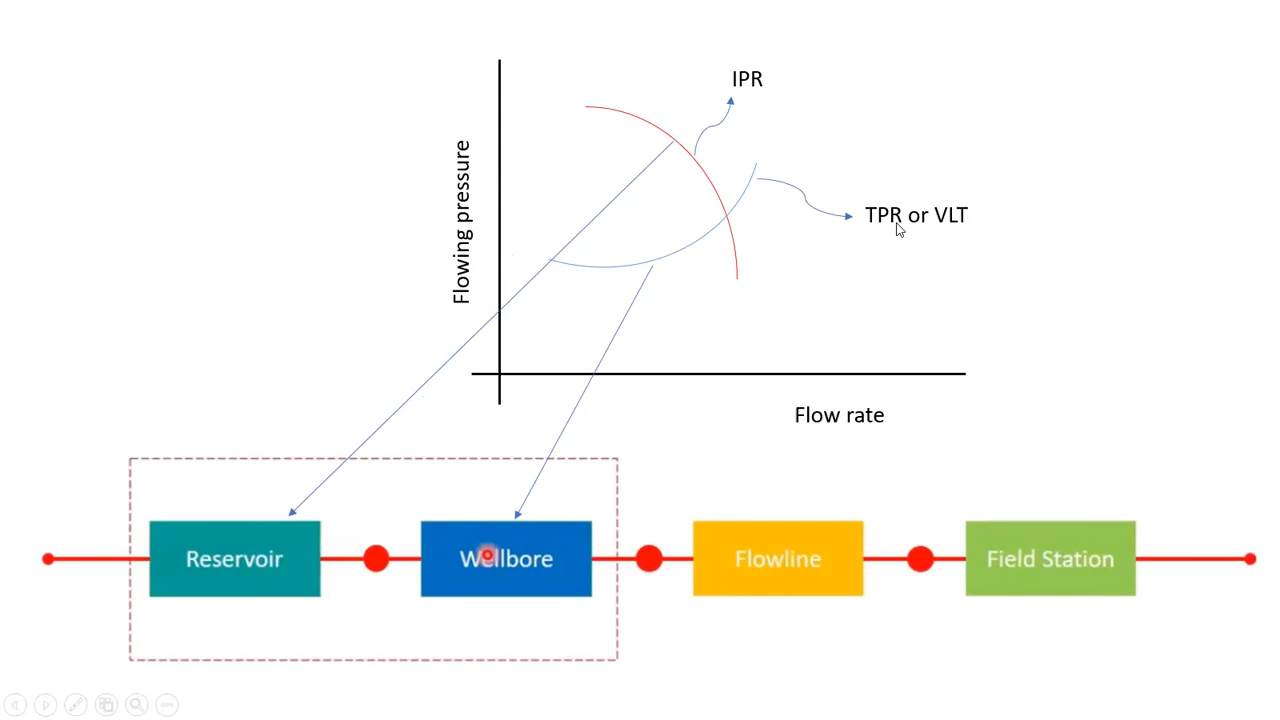 IPR
TPR or VLT
Flowing pressure
Flow rate
Reservoir
Wellbore
Flowline
Field Station